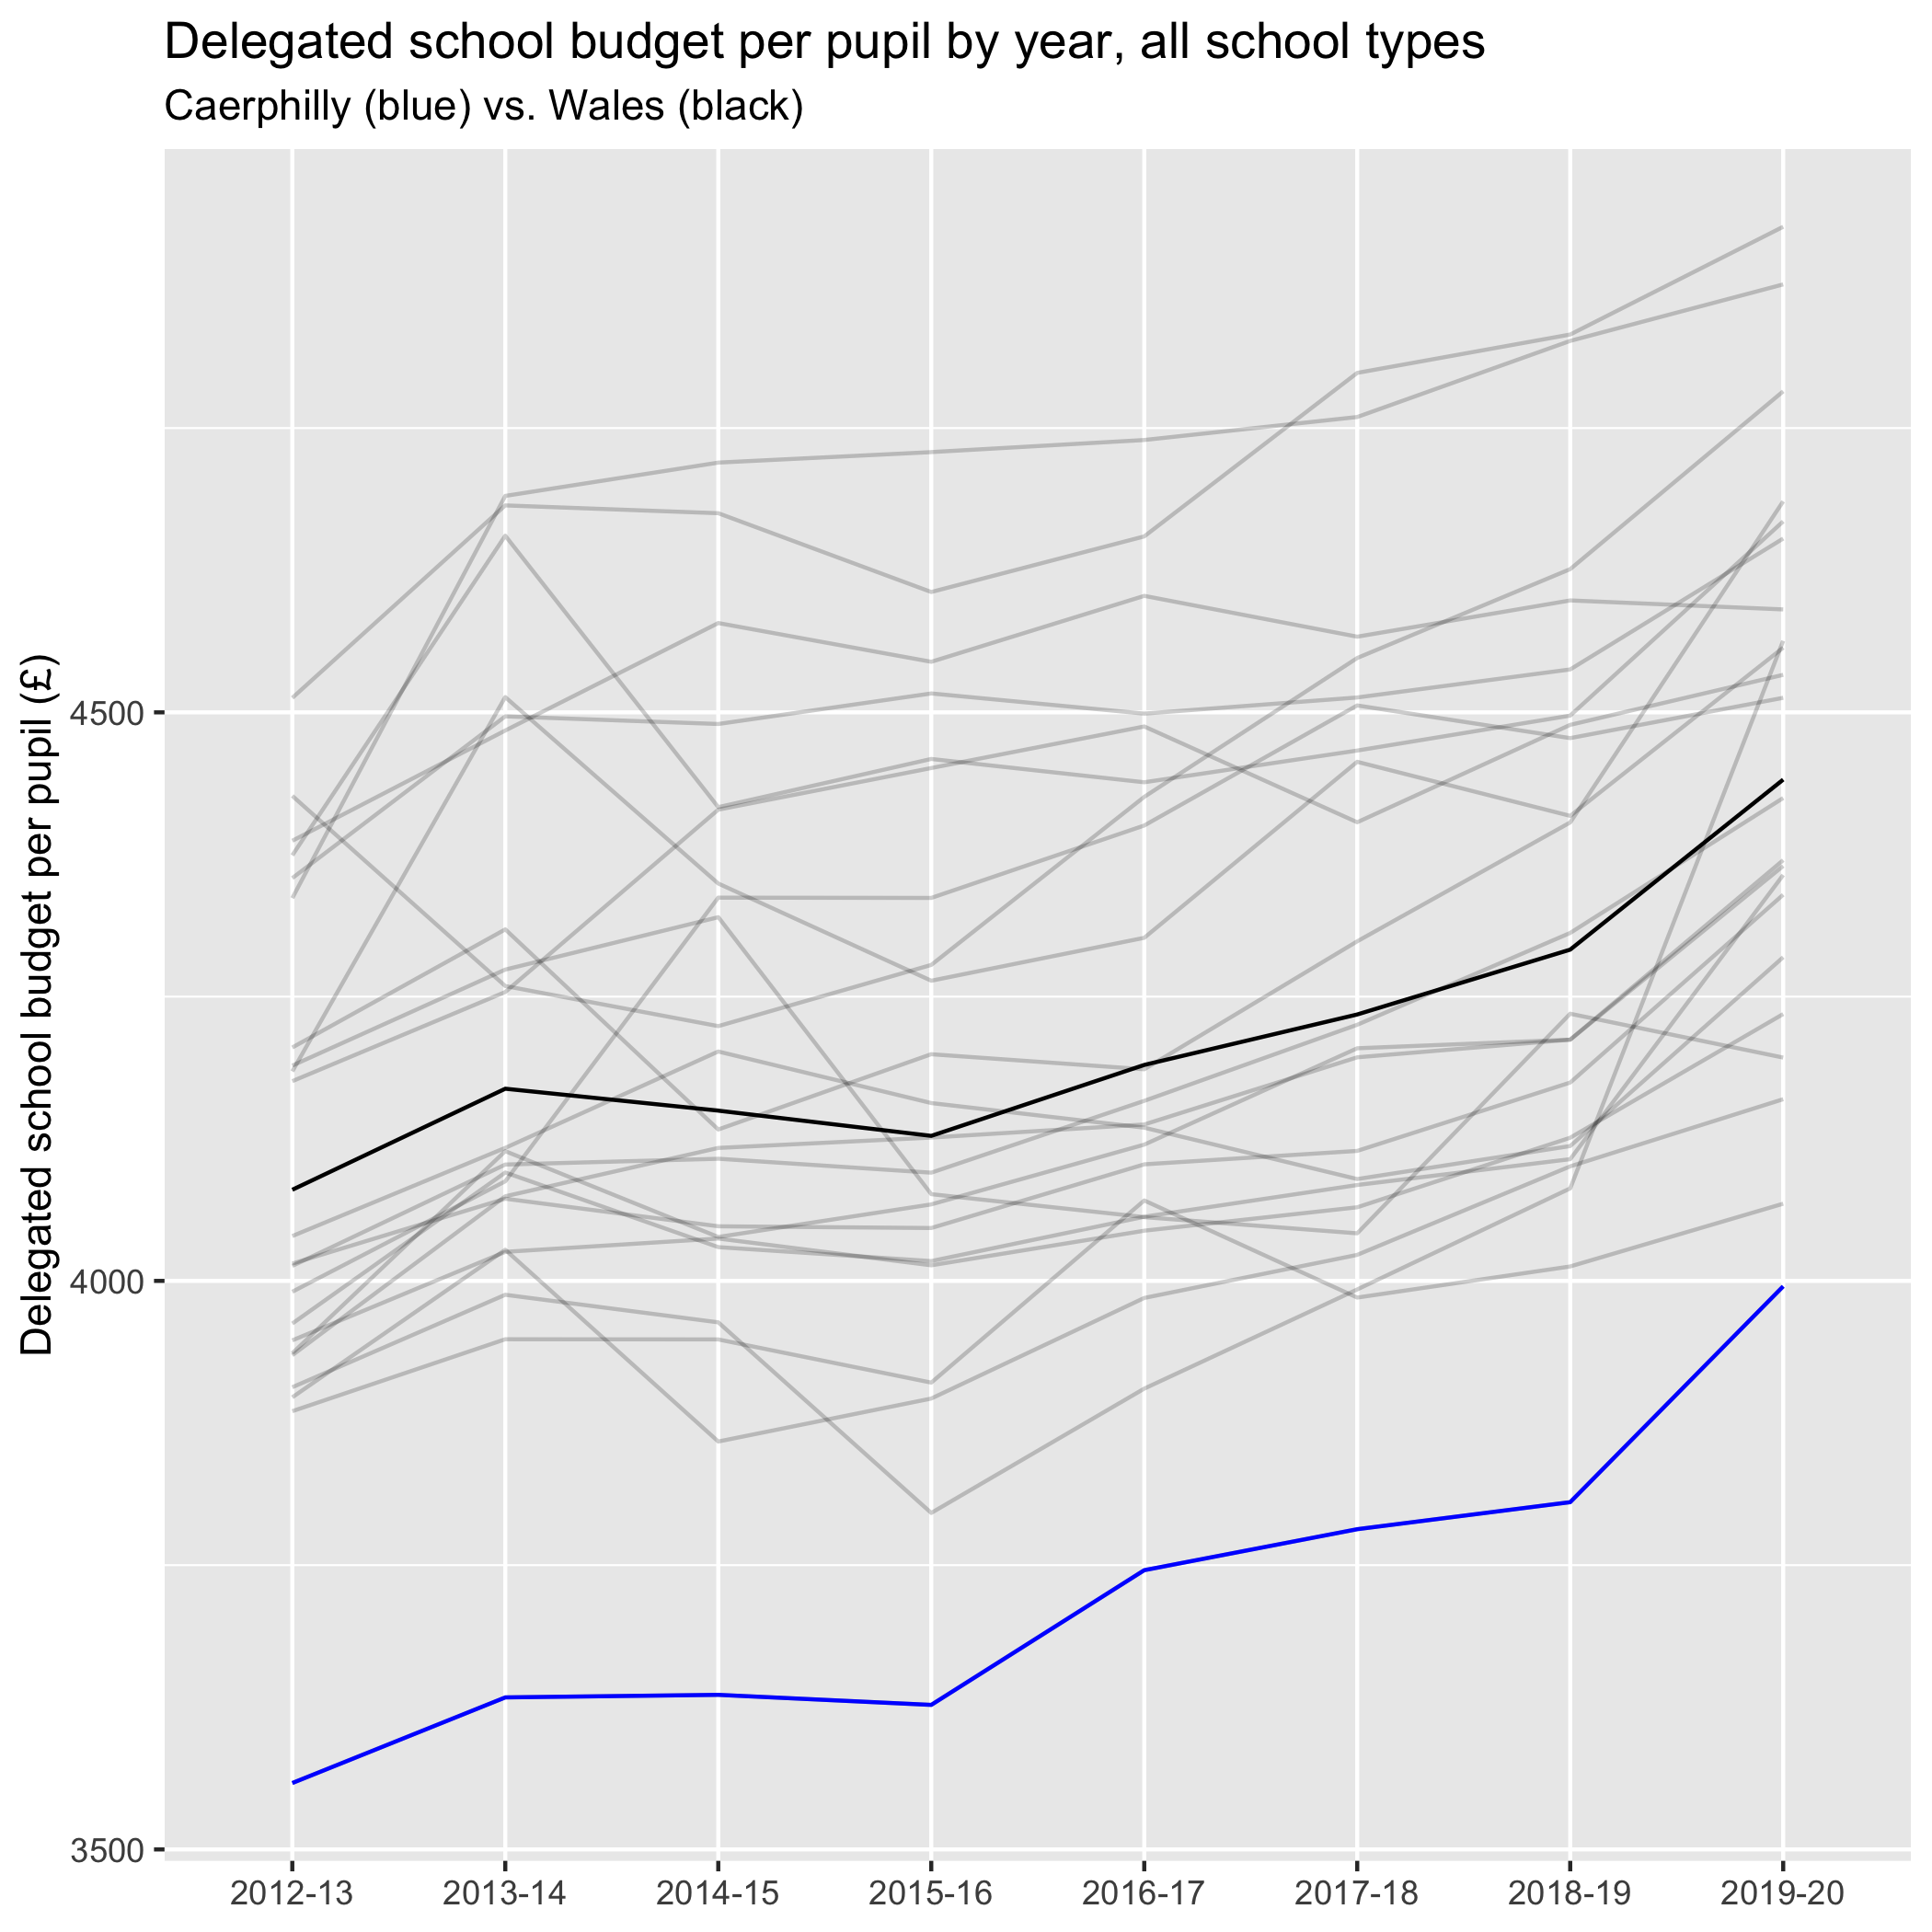 Delegated school budget per pupil by year, all school types
Caerphilly (blue) vs. Wales (black)
Delegated school budget per pupil (£)
4500
4000
3500
2012-13 2013-14 2014-15 2015-16 2016-17 2017-18 2018-19 2019-20